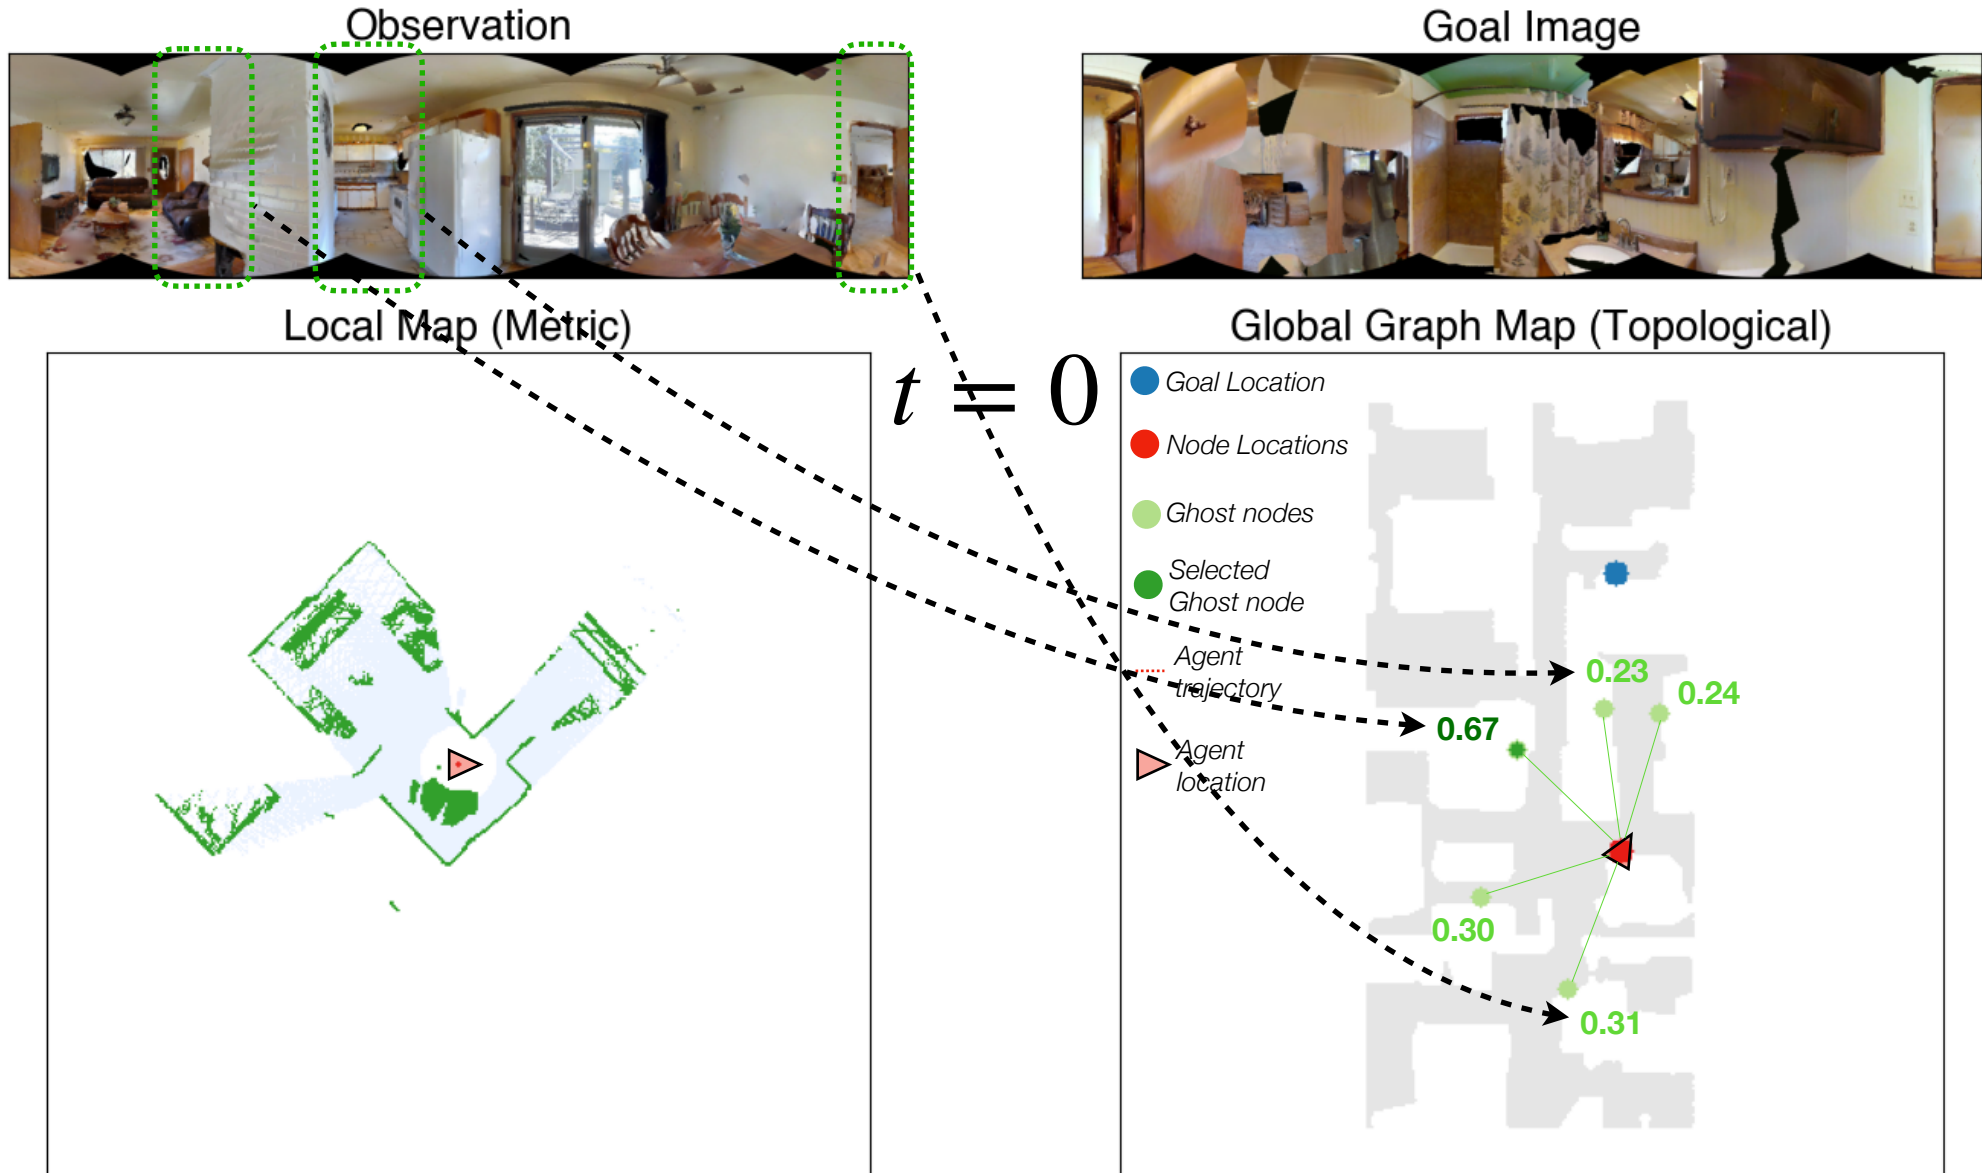 Observation
Goal Image
Local Map (Metric)
Global Graph Map (Topological)
t = 0
Goal Location
Node Locations
Ghost nodes
Selected
Ghost node
Agent
trajectory
Agent
location
0.23
0.24
0.67
0.30
0.31